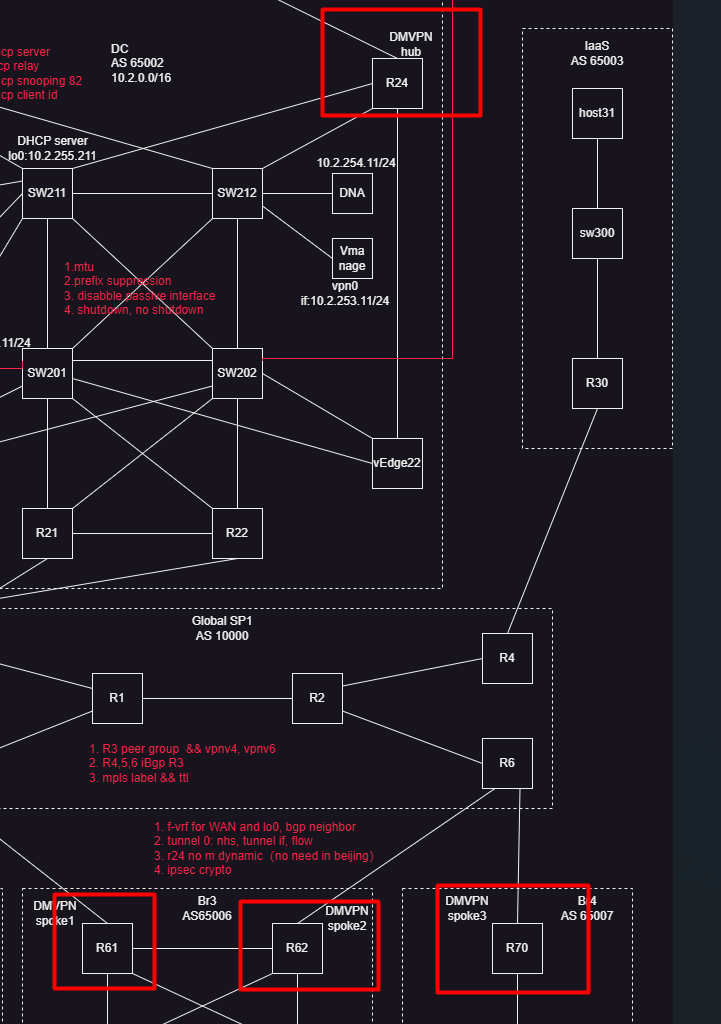 DMVPN
hub
R24
DC
AS 65002
10.2.0.0/16
cp server
cp relay
cp snooping 82
cp client id
IaaS
AS 65003
host31
DHCP server
lo0:10.2.255.211
SW211
SW212
10.2.254.11/24
DNA
sw300
Vma
nage
vpn0
if:10.2.253.11/24
1.mtu
2.prefix suppression
3. disabble passive interface
4. shutdown, no shutdown
.11/24
SW201
SW202
R30
vEdge22
R21
R22
Global SP1
AS 10000
R4
R1
R2
R6
1. R3 peer group && vpnv4, vpnv6
2. R4,5,6 iBgp R3
3. mpls label && ttl
1. f-vrf for WAN and lo0, bgp neighbor
2. tunnel 0: nhs, tunnel if, flow
3. r24 no m dynamic（no need in beijing）
4. ipsec crypto
DMVPN
spoke1
R61
Br3
AS65006
DMVPN
spoke2
R62
DMVPN
spoke3
R70
Br4
AS 65007